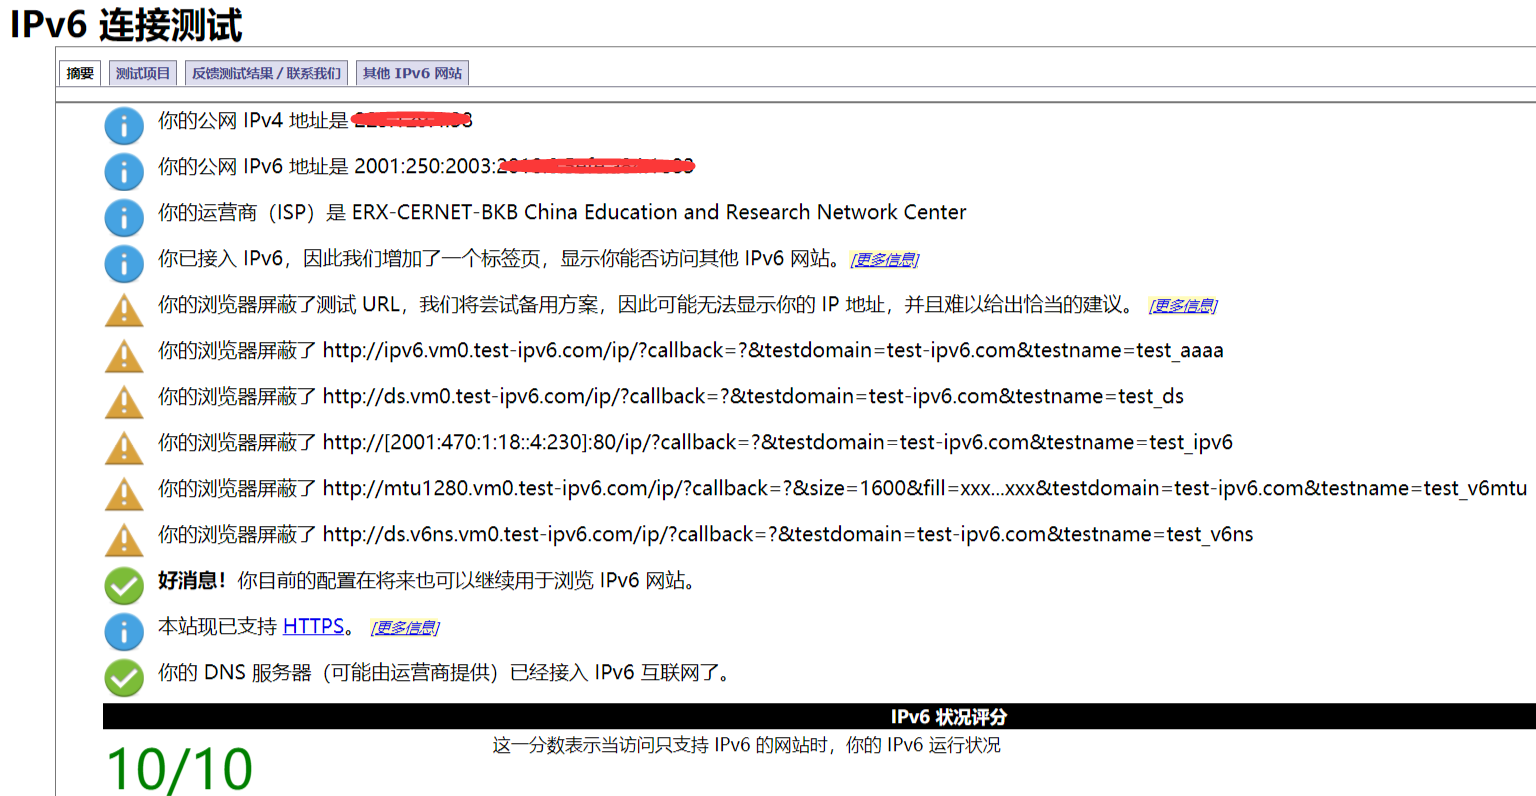 IPv6 连接测试
摘要
测试项目
反馈测试结果 / 联系我们
其他 IPv6 网站
你的公网 IPv4 地址是
你的公网 IPv6 地址是 2001:250:2003:
你的运营商（ISP）是 ERX-CERNET-BKB China Education and Research Network Center
你已接入 IPv6，因此我们增加了一个标签页，显示你能否访问其他 IPv6 网站。 [更多信息]
你的浏览器屏蔽了测试 URL，我们将尝试备用方案，因此可能无法显示你的 IP 地址，并且难以给出恰当的建议。 [更多信息]
你的浏览器屏蔽了 http://ipv6.vm0.test-ipv6.com/ip/?callback=?&testdomain=test-ipv6.com&testname=test_aaaa
你的浏览器屏蔽了 http://ds.vm0.test-ipv6.com/ip/?callback=?&testdomain=test-ipv6.com&testname=test_ds
你的浏览器屏蔽了 http://[2001:470:1:18::4:230]:80/ip/?callback=?&testdomain=test-ipv6.com&testname=test_ipv6
你的浏览器屏蔽了 http://mtu1280.vm0.test-ipv6.com/ip/?callback=?&size=1600&fill=xxx...xxx&testdomain=test-ipv6.com&testname=test_v6mtu
你的浏览器屏蔽了 http://ds.v6ns.vm0.test-ipv6.com/ip/?callback=?&testdomain=test-ipv6.com&testname=test_v6ns
好消息！你目前的配置在将来也可以继续用于浏览 IPv6 网站。
本站现已支持 HTTPS。 [更多信息]
你的 DNS 服务器（可能由运营商提供）已经接入 IPv6 互联网了。
IPv6 状况评分
10/10
这一分数表示当访问只支持 IPv6 的网站时，你的 IPv6 运行状况